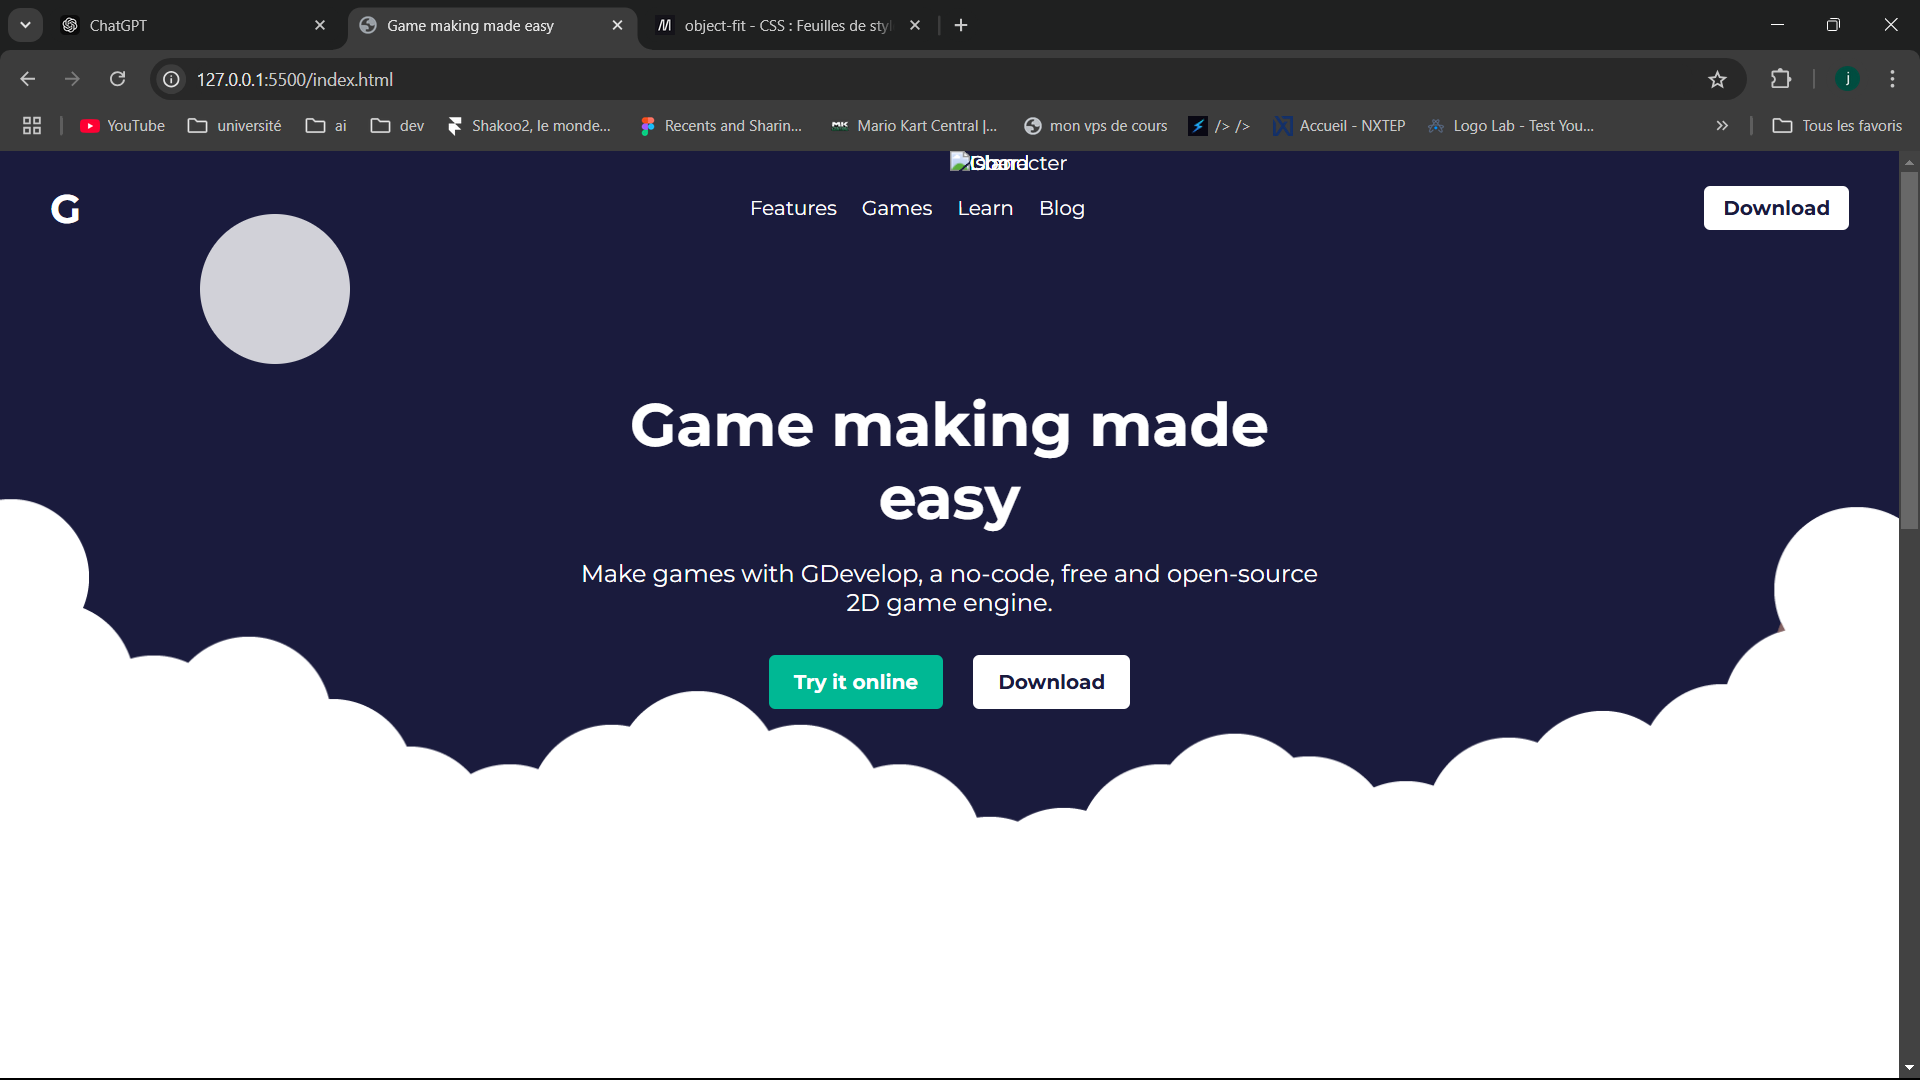 ChatGPT
Game making made easy
object-fit - CSS : Feuilles de sty
127.0.0.1:5500/index.html
j
YouTube
université
ai
dev
Shakoo2, le monde...
Recents and Sharin...
MK
Mario Kart Central |...
mon vps de cours
/> />
Accueil - NXTEP
Logo Lab - Test You...
Tous les favoris
G
Features
Games
Learn
Blog
Download
Game making made
easy
Make games with GDevelop, a no-code, free and open-source
2D game engine.
Try it online
Download